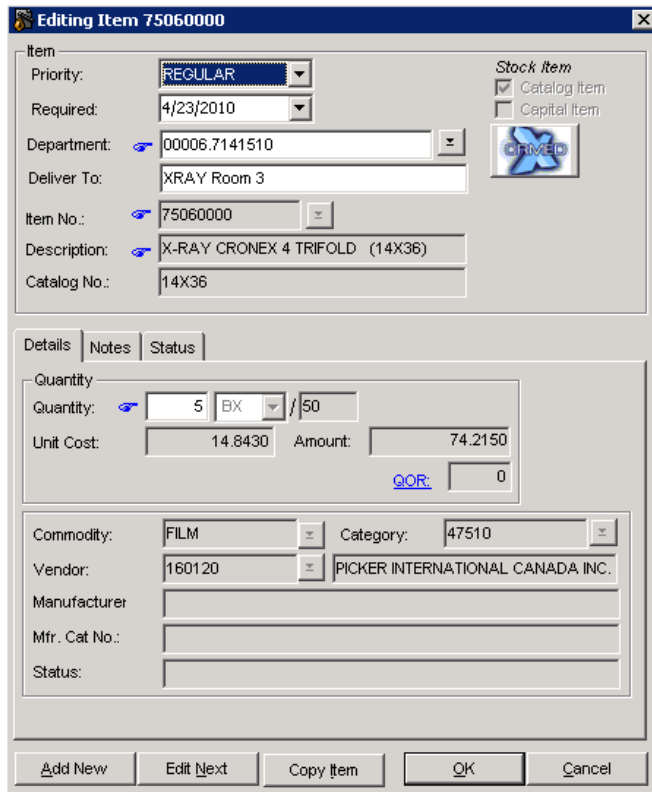 Editing Item 75060000
Item
Priority: REGULAR
Stock Item
Catalog Item
Required: 4/23/2010
Capital Item
Department: 00006.7141510
ORMED
Deliver To: XRAY Room 3
Item No.: 75060000
Description: X-RAY CRONEX 4 TRIFOLD (14X36)
Catalog No.: 14X36
Details Notes Status
Quantity
Quantity: 5 BX / 50
Unit Cost: 14.8430 Amount: 74.2150
QOR: 0
Commodity: FILM Category: 47510
Vendor: 160120 PICKER INTERNATIONAL CANADA INC.
Manufacturer
Mfr. Cat No.:
Status:
Add New Edit Next Copy Item OK Cancel